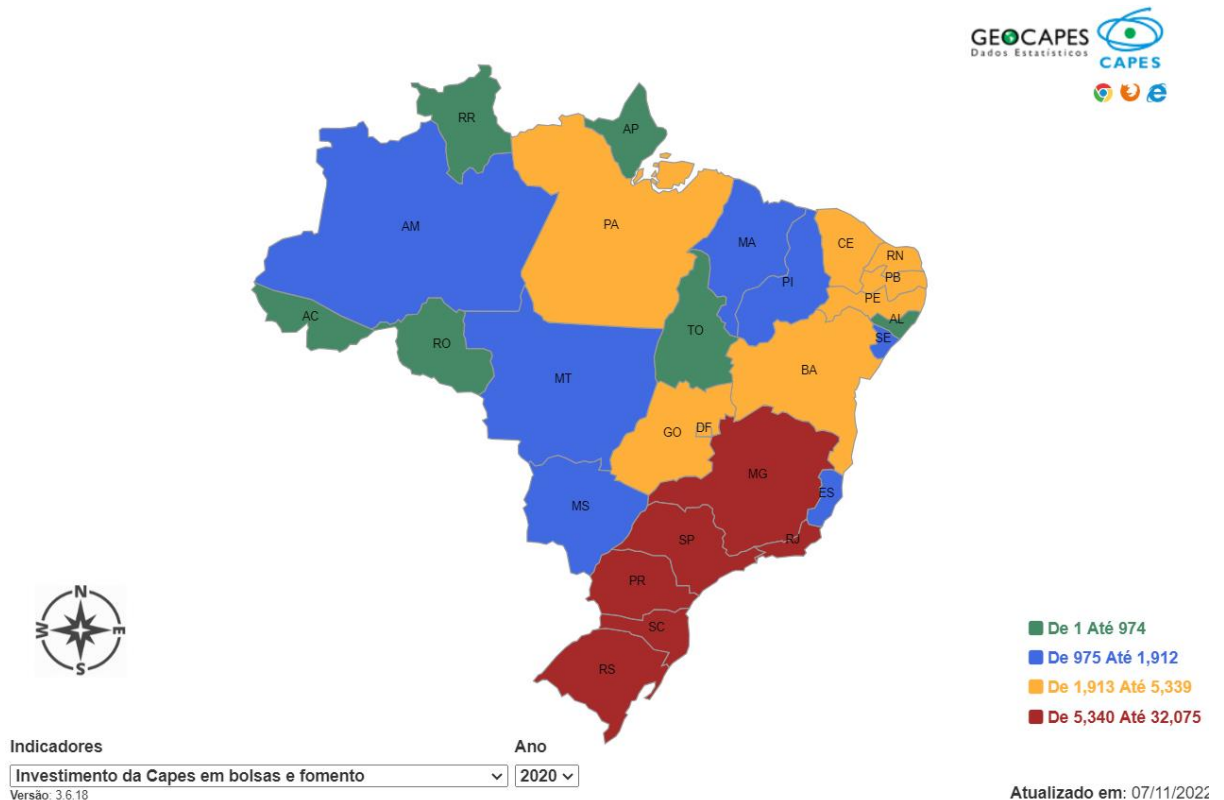 GEOCAPES
Dados Estatísticos
CAPES
RR
AP
AM
PA
MA
CE
RN
PI
PB
PE
AC
TO
AL
RO
SE
MT
BA
GO
DF
MG
MS
ES
SP
RJ
PR
SC
RS
N
W
E
S
De 1 Até 974
De 975 Até 1,912
De 1,913 Até 5,339
De 5,340 Até 32,075
Indicadores
Ano
Investimento da Capes em bolsas e fomento
2020
Versão: 3.6.18
Atualizado em: 07/11/2022